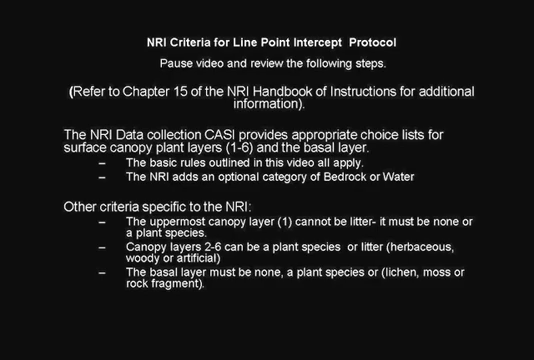 NRI Criteria for Line Point Intercept Protocol
Pause video and review the following steps.
(Refer to Chapter 15 of the NRI Handbook of Instructions for additional
information).
The NRI Data collection CASI provides appropriate choice lists for
surface canopy plant layers (1-6) and the basal layer.
– The basic rules outlined in this video all apply.
– The NRI adds an optional category of Bedrock or Water
Other criteria specific to the NRI:
– The uppermost canopy layer (1) cannot be litter- it must be none or
a plant species.
– Canopy layers 2-6 can be a plant species or litter (herbaceous,
woody or artificial)
– The basal layer must be none, a plant species or (lichen, moss or
rock fragment).